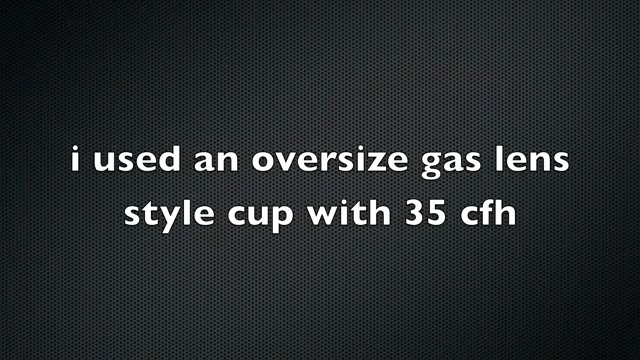 i used an oversize gas lens
style cup with 35 cfh